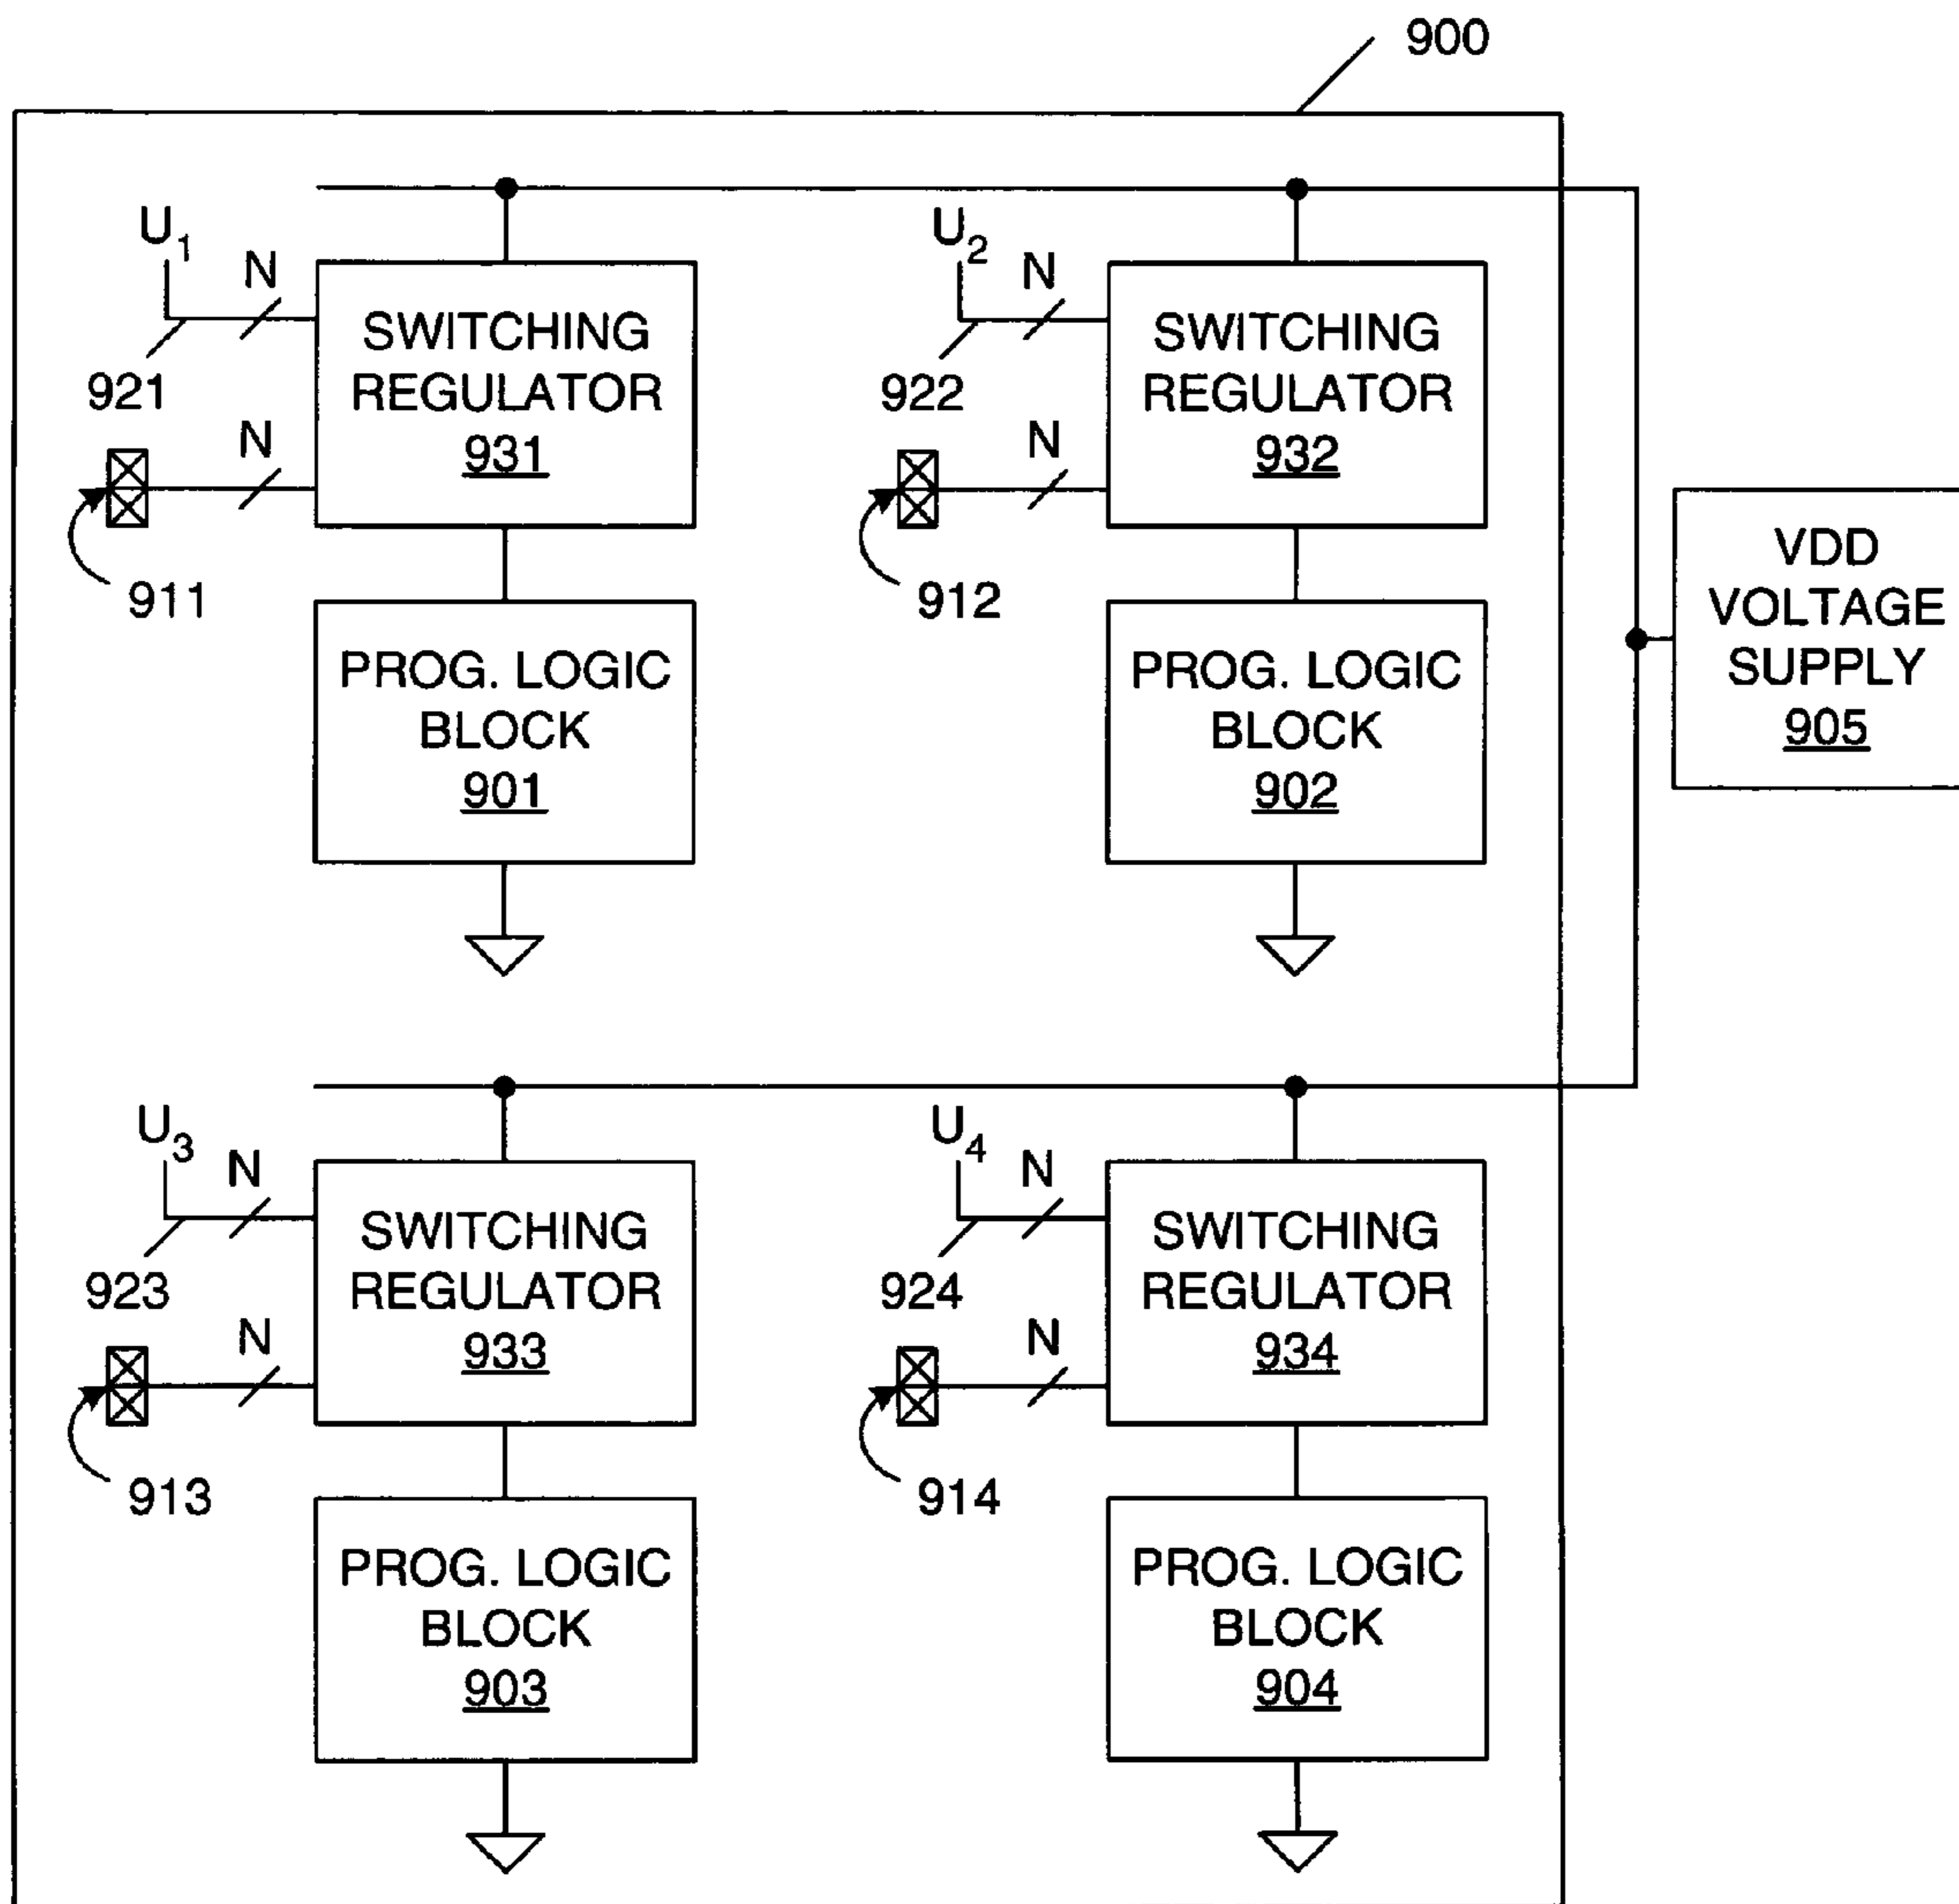 900
U1
N
SWITCHING
REGULATOR
931
921
N
911
PROG. LOGIC
BLOCK
901
U2
N
SWITCHING
REGULATOR
932
922
N
912
PROG. LOGIC
BLOCK
902
VDD
VOLTAGE
SUPPLY
905
U3
N
SWITCHING
REGULATOR
933
923
N
913
PROG. LOGIC
BLOCK
903
U4
N
SWITCHING
REGULATOR
934
924
N
914
PROG. LOGIC
BLOCK
904